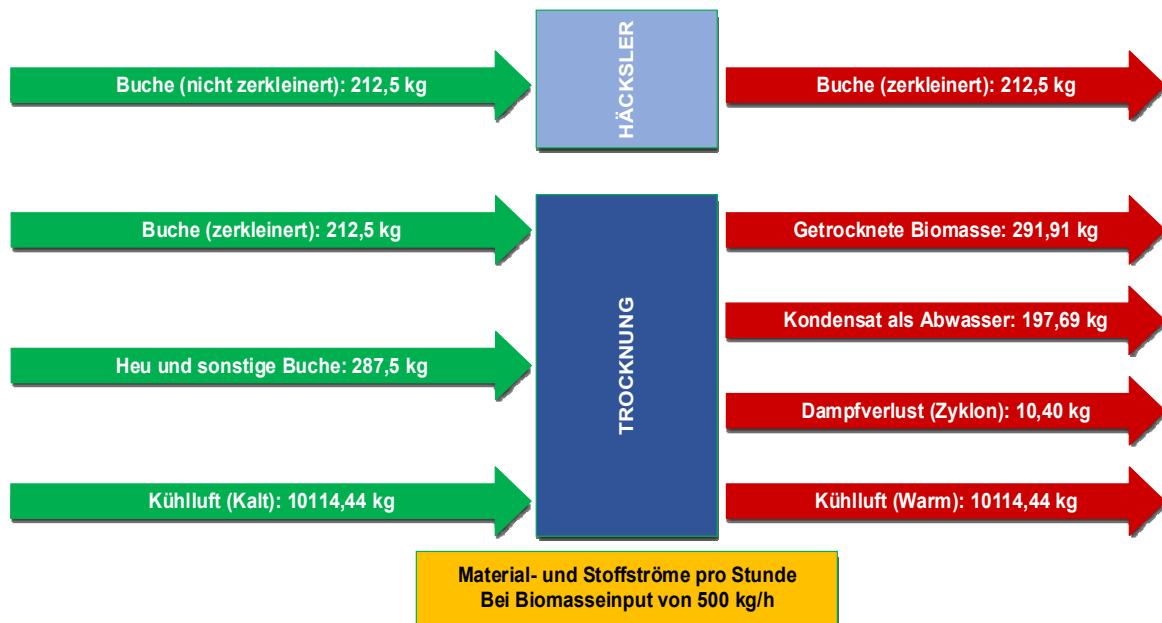 Buche (nicht zerkleinert): 212,5 kg
HÄCKSLER
Buche (zerkleinert): 212,5 kg
Buche (zerkleinert): 212,5 kg
Heu und sonstige Buche: 287,5 kg
Kühlluft (Kalt): 10114,44 kg
TROCKNUNG
Getrocknete Biomasse: 291,91 kg
Kondensat als Abwasser: 197,69 kg
Dampfverlust (Zyklon): 10,40 kg
Kühlluft (Warm): 10114,44 kg
Material- und Stoffströme pro Stunde
Bei Biomasseinput von 500 kg/h